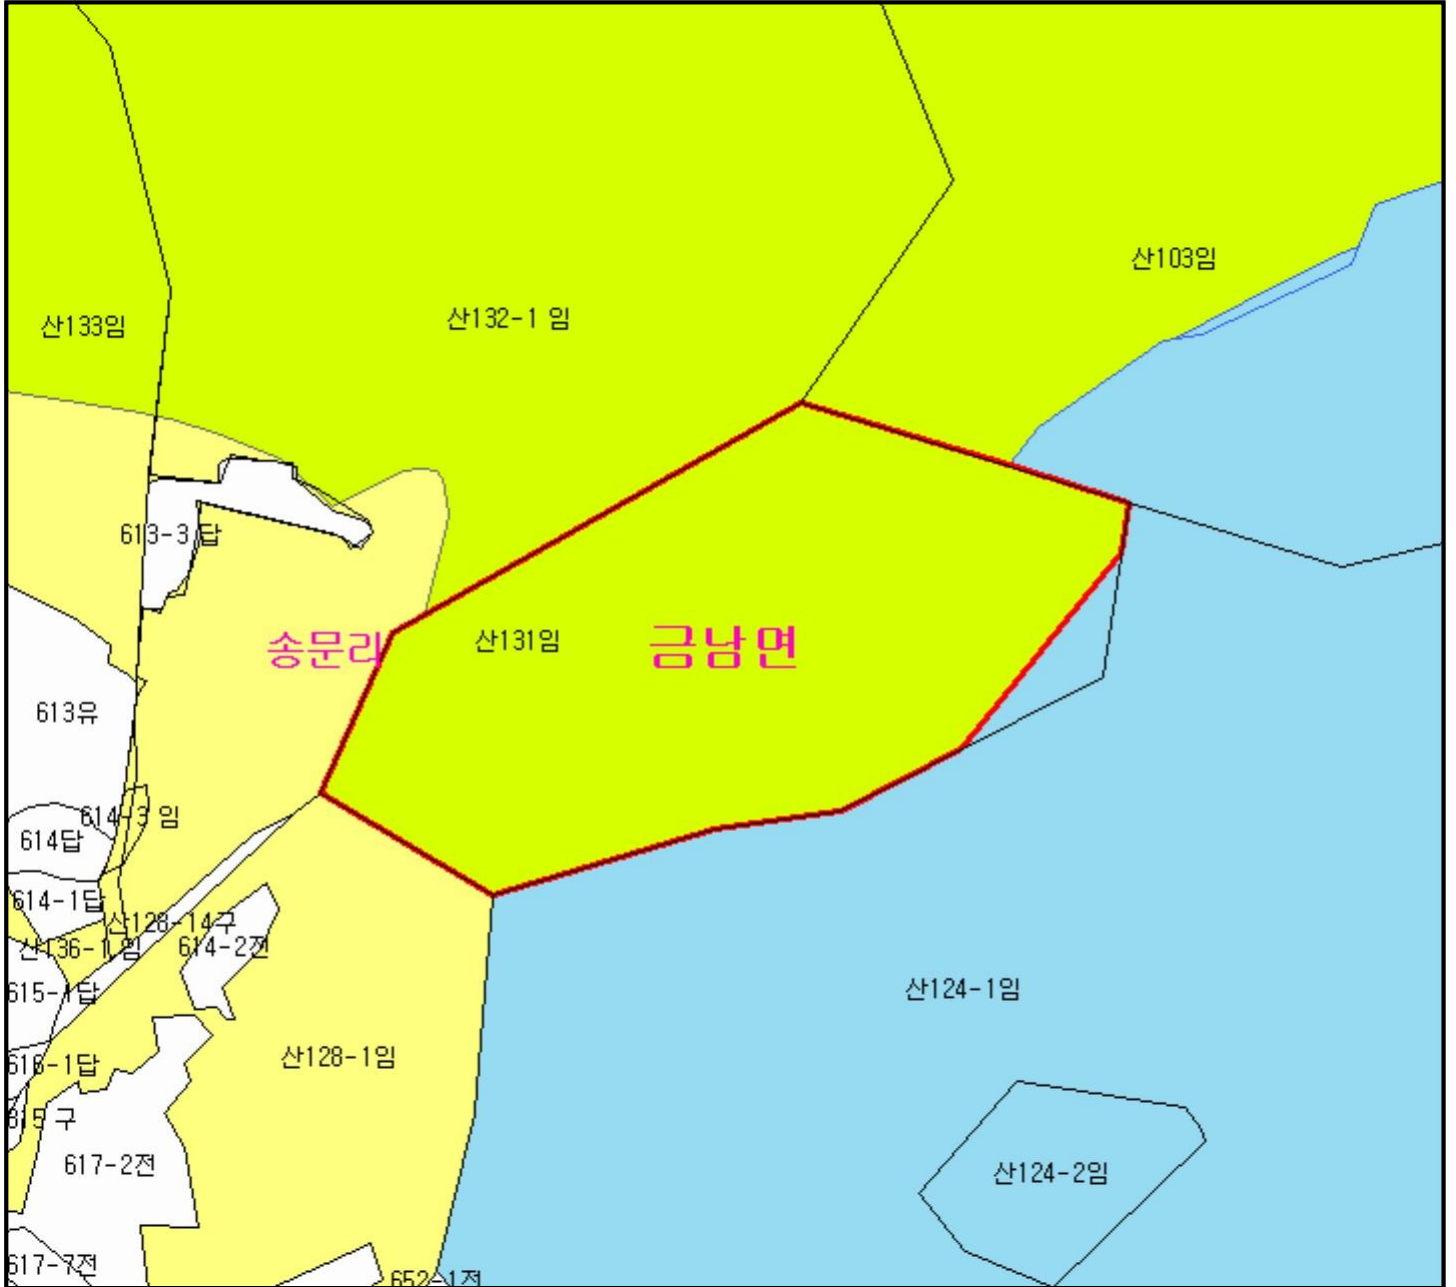 산103임
산132-1 임
산133임
613-3 답
산131임
금남면
송문리
613유
614-3 임
614답
614-1답
산128-14구
산136-1 임
614-2전
615-1답
산124-1임
산128-1임
616-1답
구
617-2전
산124-2임
617-7전
652-1전